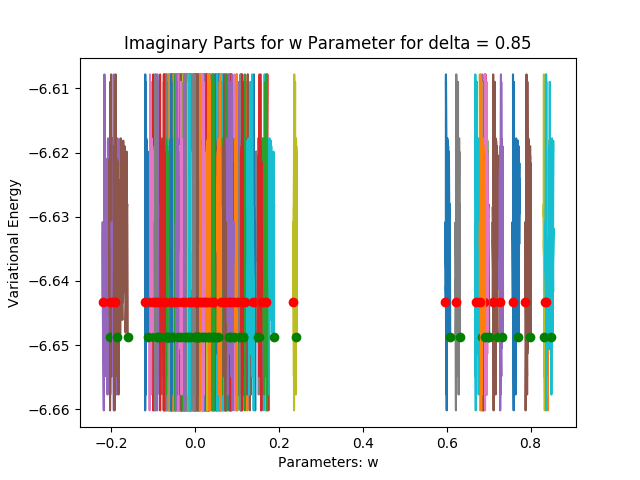 Imaginary Parts for w Parameter for delta = 0.85
Variational Energy
−6.61
−6.62
−6.63
−6.64
−6.65
−6.66
−0.2 0.0 0.2 0.4 0.6 0.8
Parameters: w